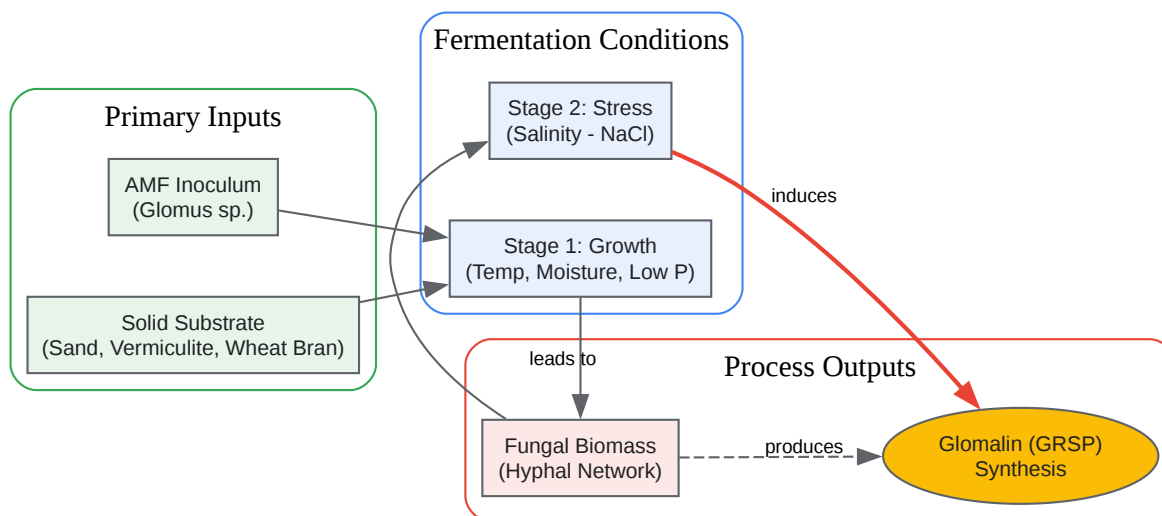 Primary Inputs
AMF Inoculum
(Glomus sp.)
Solid Substrate
(Sand, Vermiculite, Wheat Bran)
Fermentation Conditions
Stage 2: Stress
(Salinity - NaCl)
Stage 1: Growth
(Temp, Moisture, Low P)
induces
leads to
Process Outputs
Fungal Biomass
(Hyphal Network)
produces
Glomalin (GRSP)
Synthesis